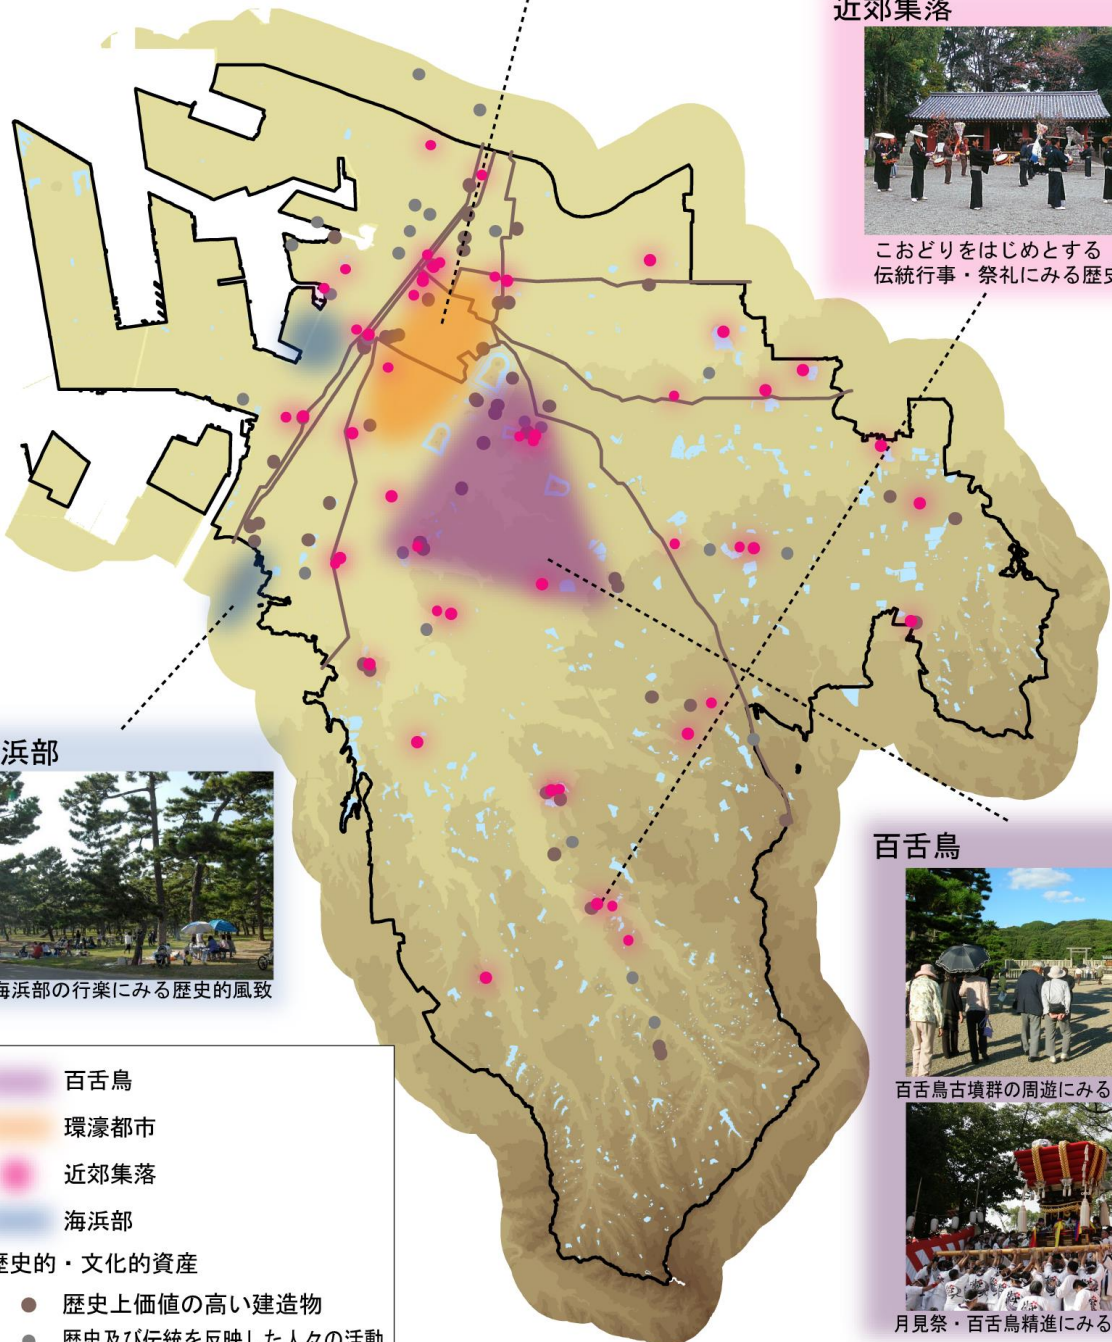 近郊集落
こおどりをはじめとする
伝統行事・祭礼にみる歴史
浜部
海浜部の行楽にみる歴史的風致
百舌鳥
百舌鳥古墳群の周遊にみる
月見祭・百舌鳥精進にみる
百舌鳥
環濠都市
近郊集落
海浜部
歴史的・文化的資産
歴史上価値の高い建造物
歴史及び伝統を反映した人々の活動